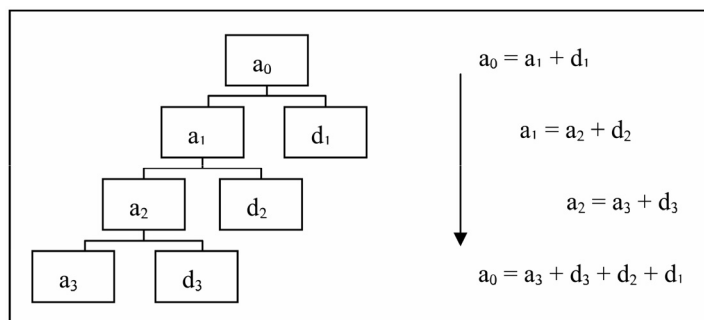 a₀
a₀ = a₁ + d₁
a₁
d₁
a₁ = a₂ + d₂
a₂
d₂
a₂ = a₃ + d₃
a₃
d₃
a₀ = a₃ + d₃ + d₂ + d₁